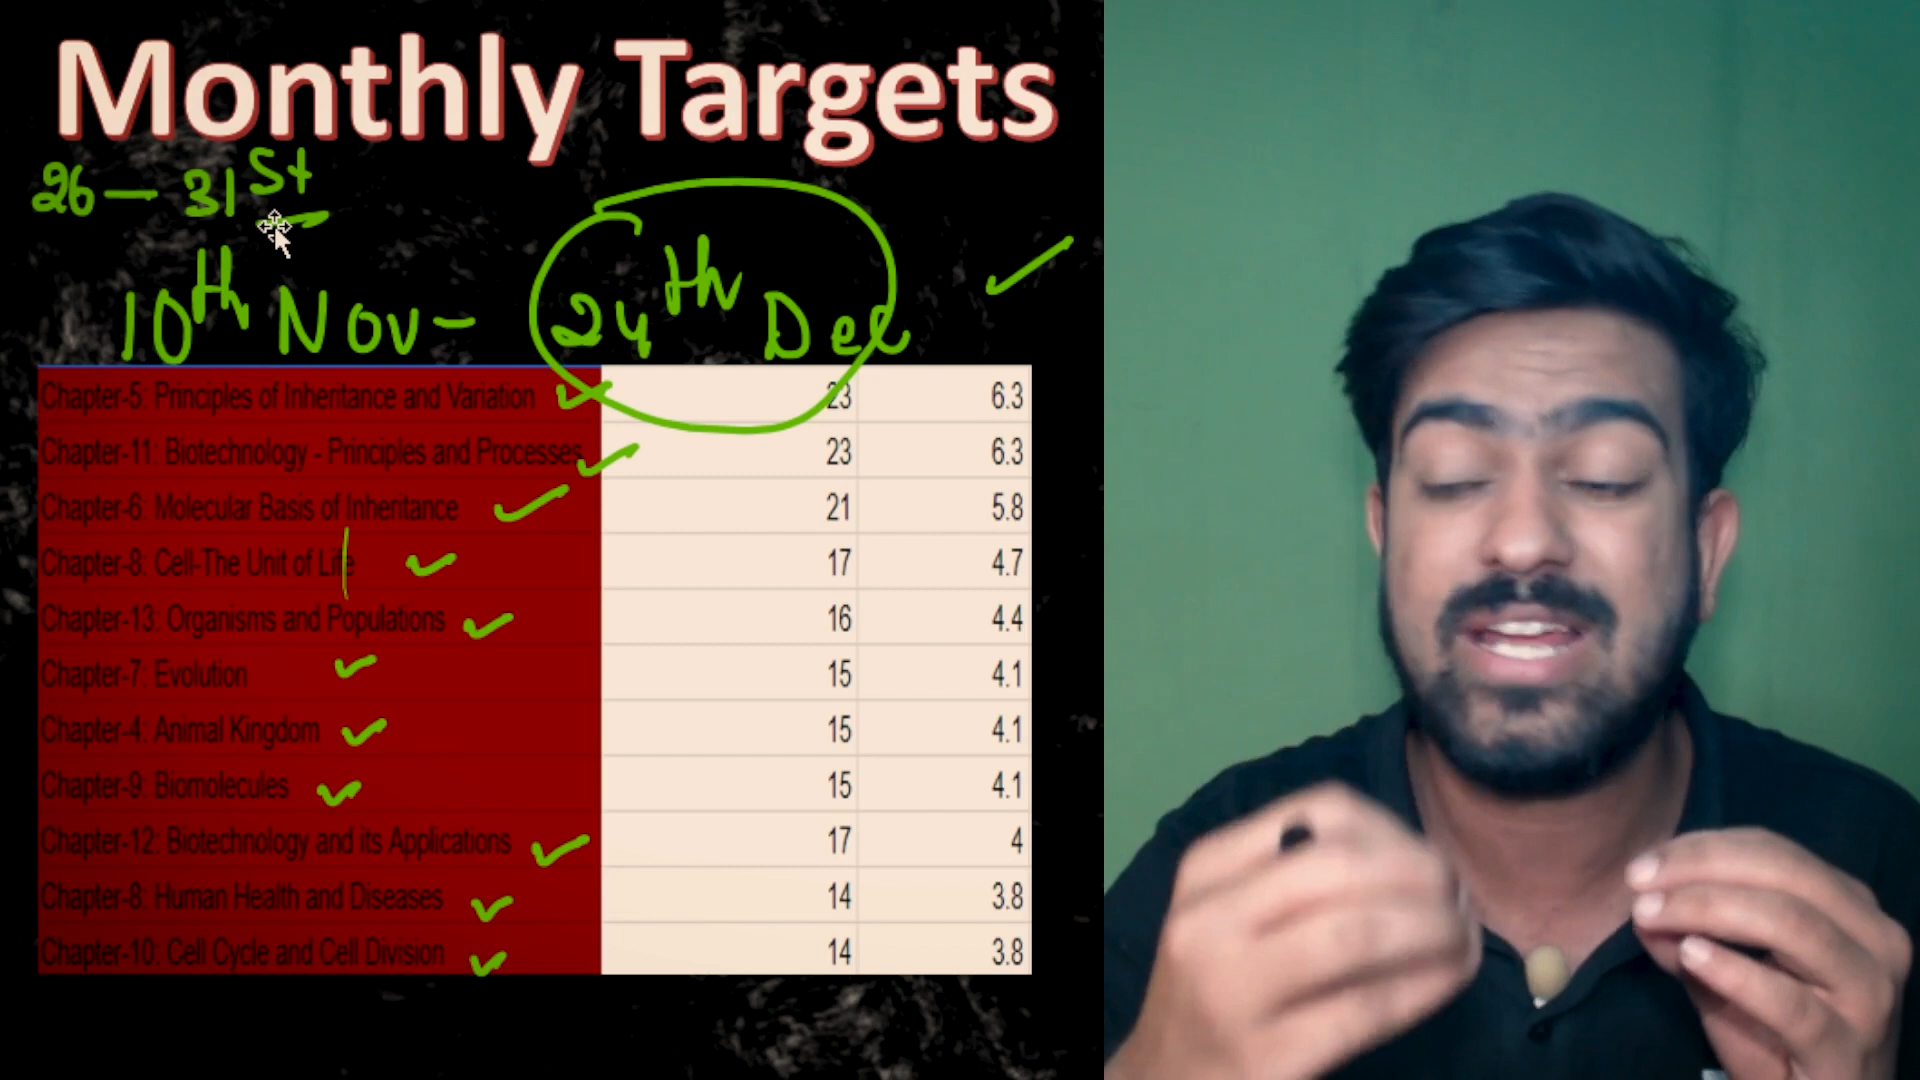 Monthly Targets
26 - 31st
10th Nov - 24th Dec
Chapter-5: Principles of Inheritance and Variation 23 6.3
Chapter-11: Biotechnology - Principles and Processes 23 6.3
Chapter-6: Molecular Basis of Inheritance 21 5.8
Chapter-8: Cell-The Unit of Life 17 4.7
Chapter-13: Organisms and Populations 16 4.4
Chapter-7: Evolution 15 4.1
Chapter-4: Animal Kingdom 15 4.1
Chapter-9: Biomolecules 15 4.1
Chapter-12: Biotechnology and its Applications 17 4
Chapter-8: Human Health and Diseases 14 3.8
Chapter-10: Cell Cycle and Cell Division 14 3.8